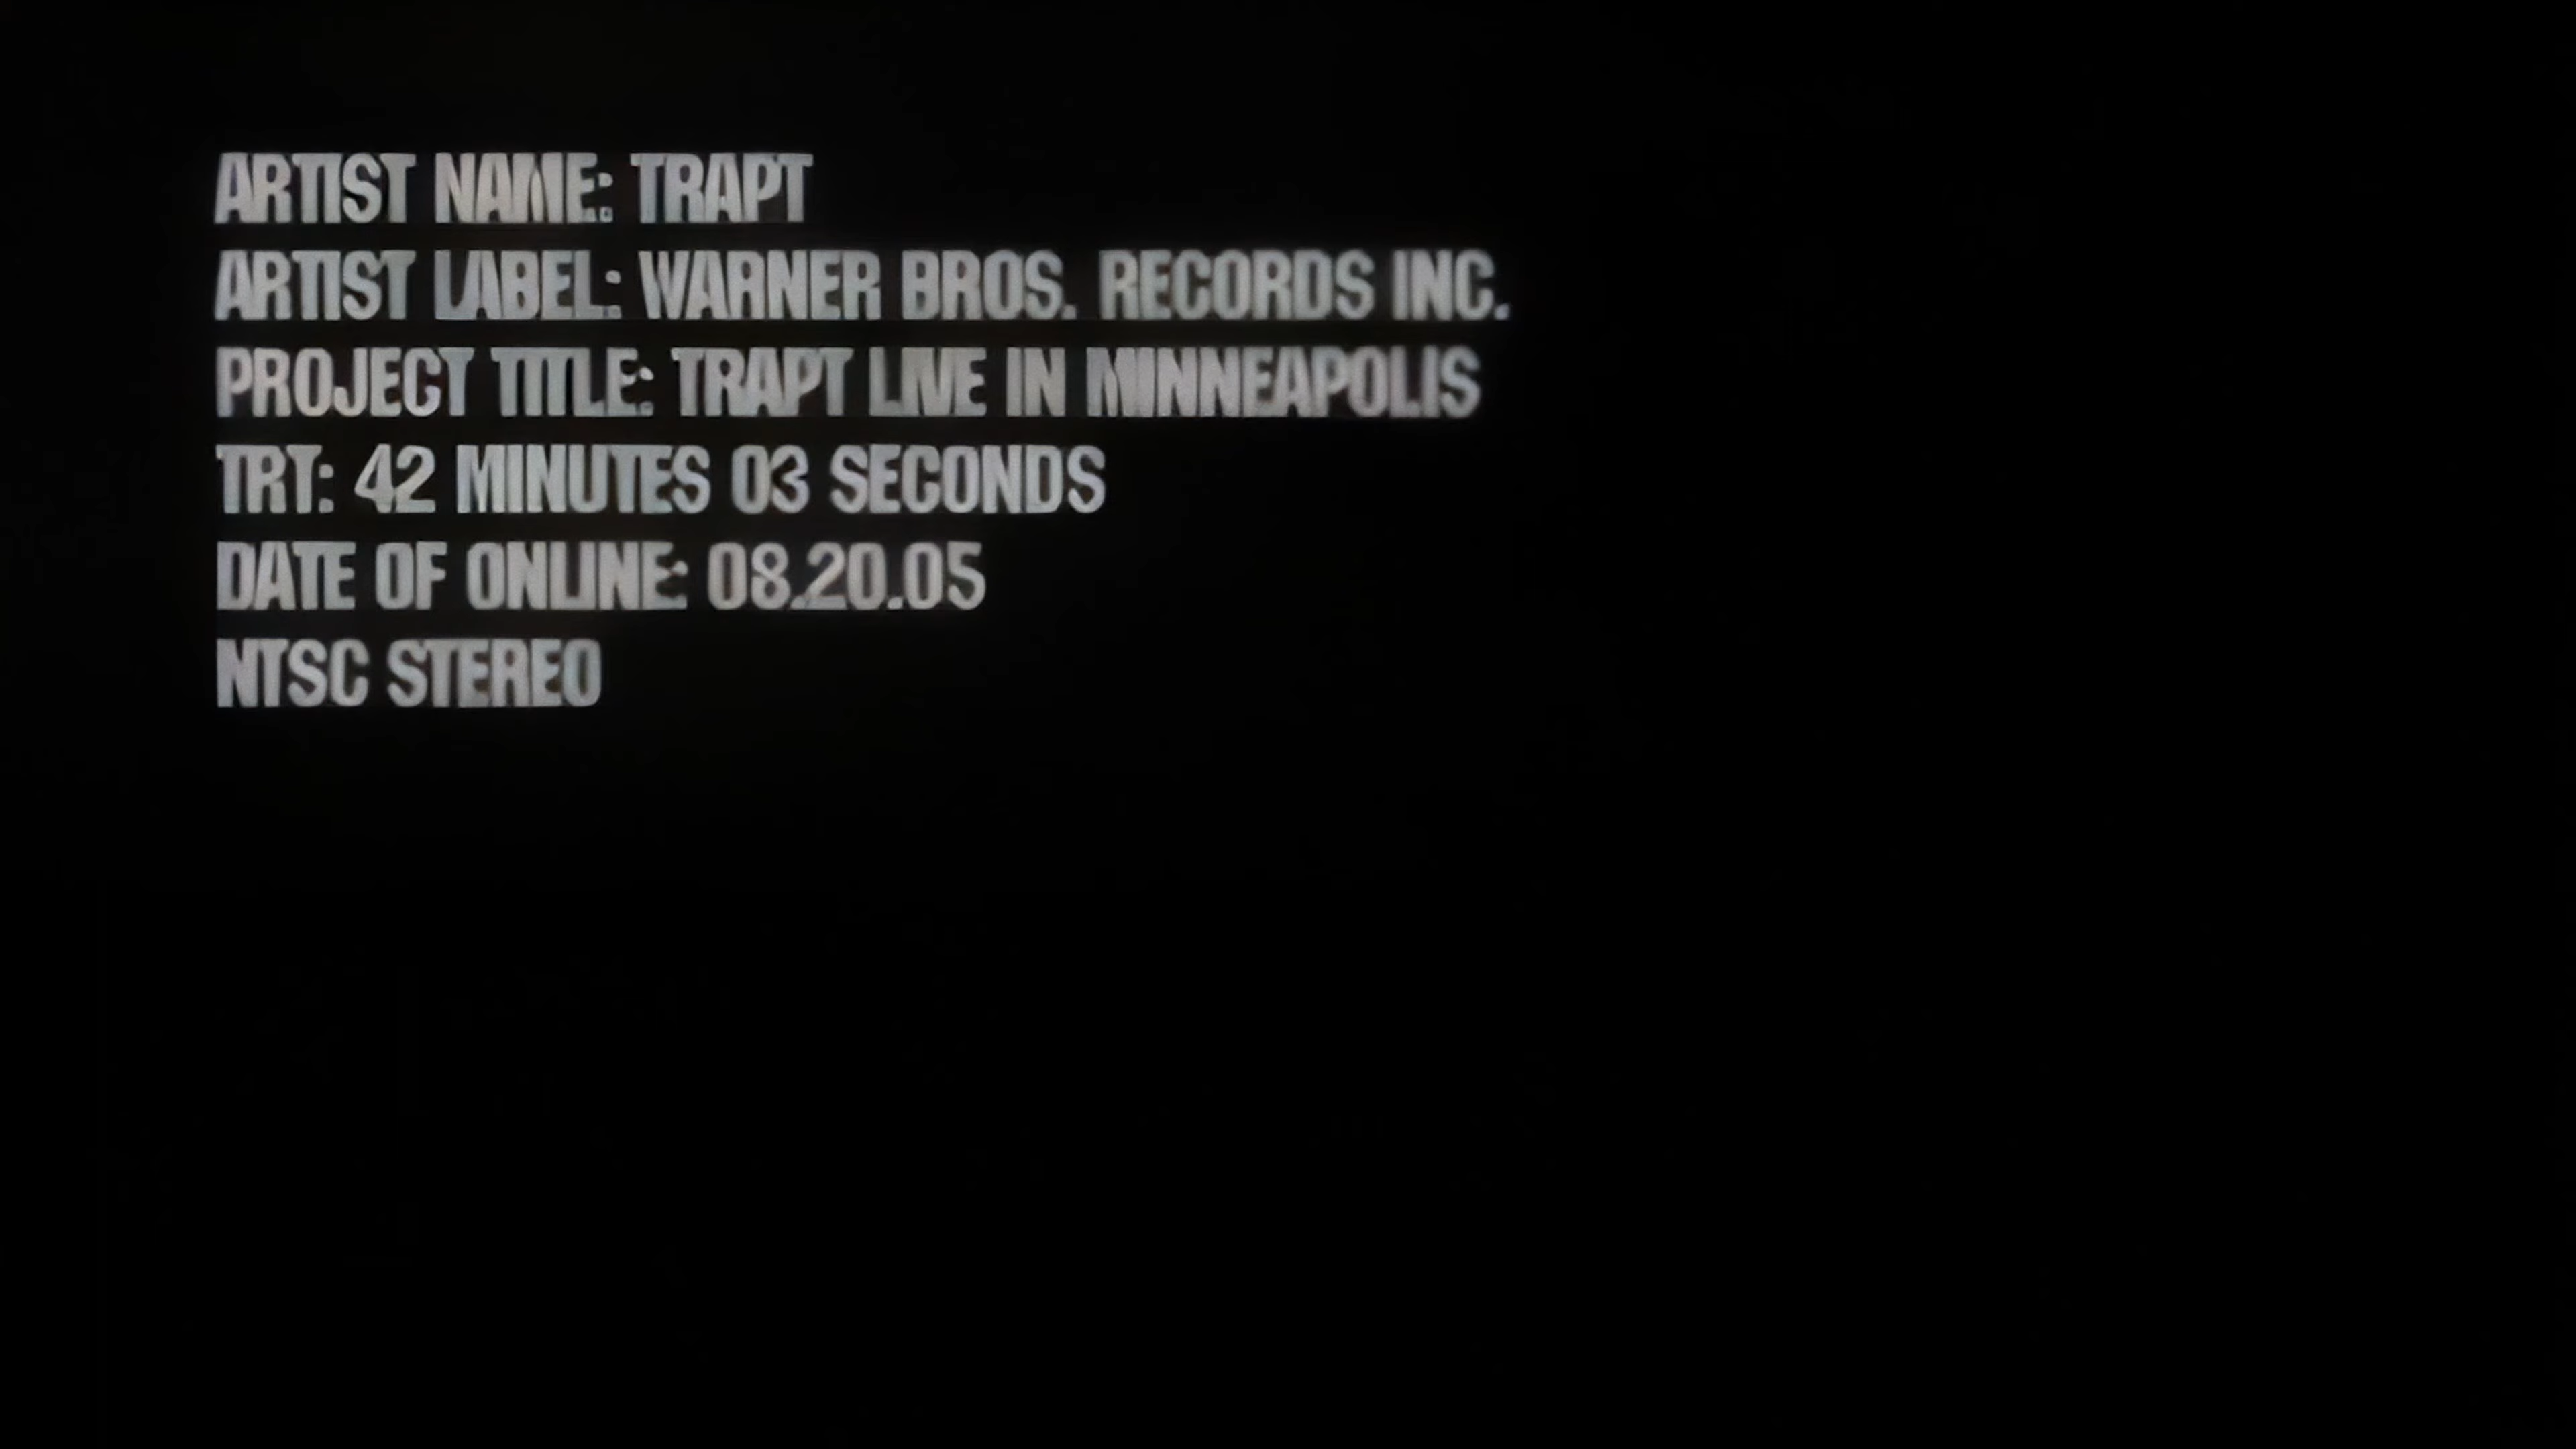 ARTIST NAME: TRAPT
ARTIST LABEL: WARNER BROS. RECORDS INC.
PROJECT TITLE: TRAPT LIVE IN MINNEAPOLIS
TRT: 42 MINUTES 03 SECONDS
DATE OF ONLINE: 08.20.05
NTSC STEREO